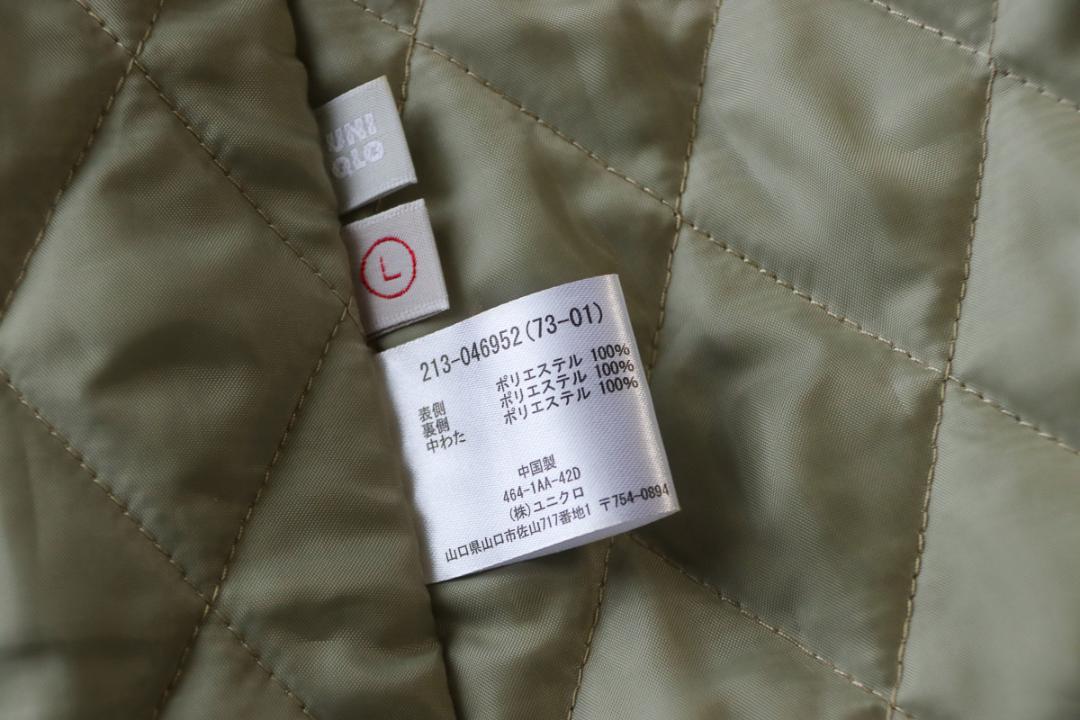 UNI
QLO
L
213-046952(73-01)
表側 ポリエステル 100%
裏側 ポリエステル 100%
中わた ポリエステル 100%
中国製
464-1AA-42D
(株)ユニクロ
山口県山口市佐山717番地1 〒754-0894